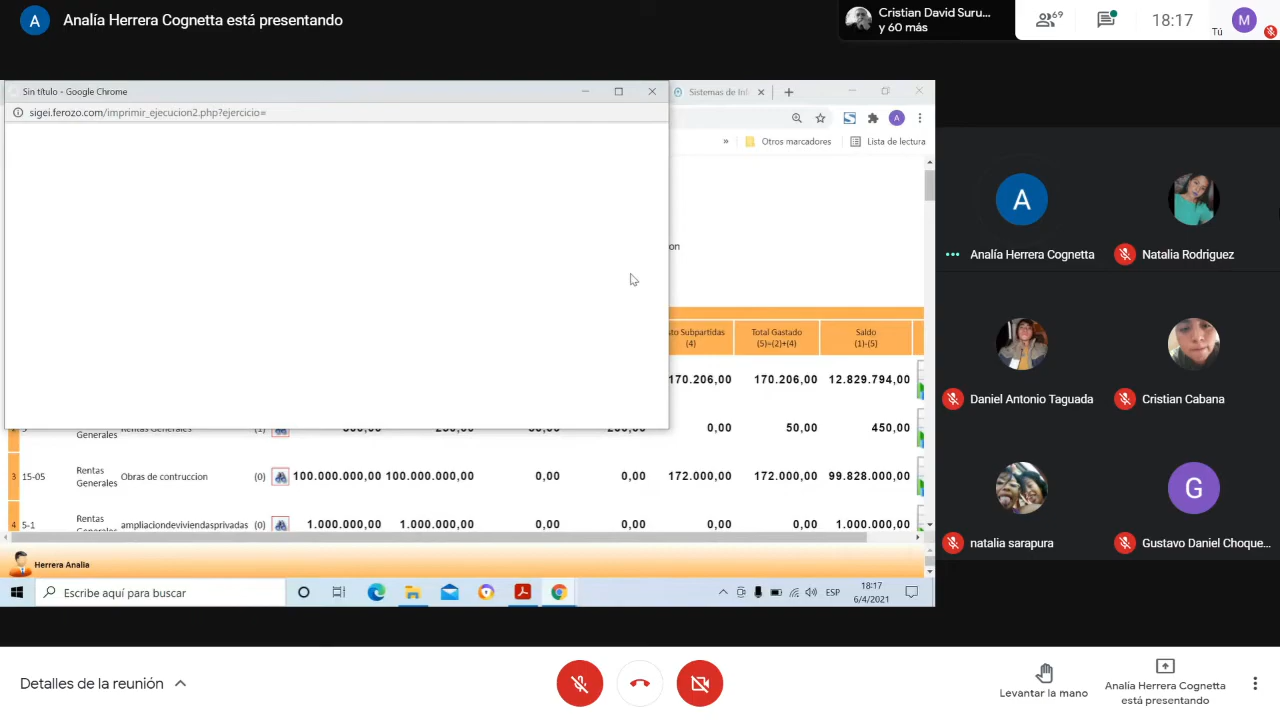 A
Analía Herrera Cognetta está presentando
Cristian David Suru...
y 60 más
69
18:17
Tú
M
Sin título - Google Chrome
sigei.ferozo.com/imprimir_ejecucion2.php?ejercicio=
Sistemas de Inf
A
»
Otros marcadores
Lista de lectura
on
Subpartidas
(4)
Total Gastado
(5)=(2)+(4)
Saldo
(1)-(5)
170.206,00 170.206,00 12.829.794,00
Generales
0,00 50,00 450,00
3 15-05 Rentas Generales Obras de contruccion (0) 100.000.000,00 100.000.000,00 0,00 0,00 172.000,00 172.000,00 99.828.000,00
4 5-1 Rentas Generales ampliaciondeviviendasprivadas (0) 1.000.000,00 1.000.000,00 0,00 0,00 0,00 0,00 1.000.000,00
Herrera Analia
Escribe aquí para buscar
ESP
18:17
6/4/2021
A
Analía Herrera Cognetta
Natalia Rodriguez
Daniel Antonio Taguada
Cristian Cabana
G
natalia sarapura
Gustavo Daniel Choque...
Detalles de la reunión
Levantar la mano
Analía Herrera Cognetta
está presentando